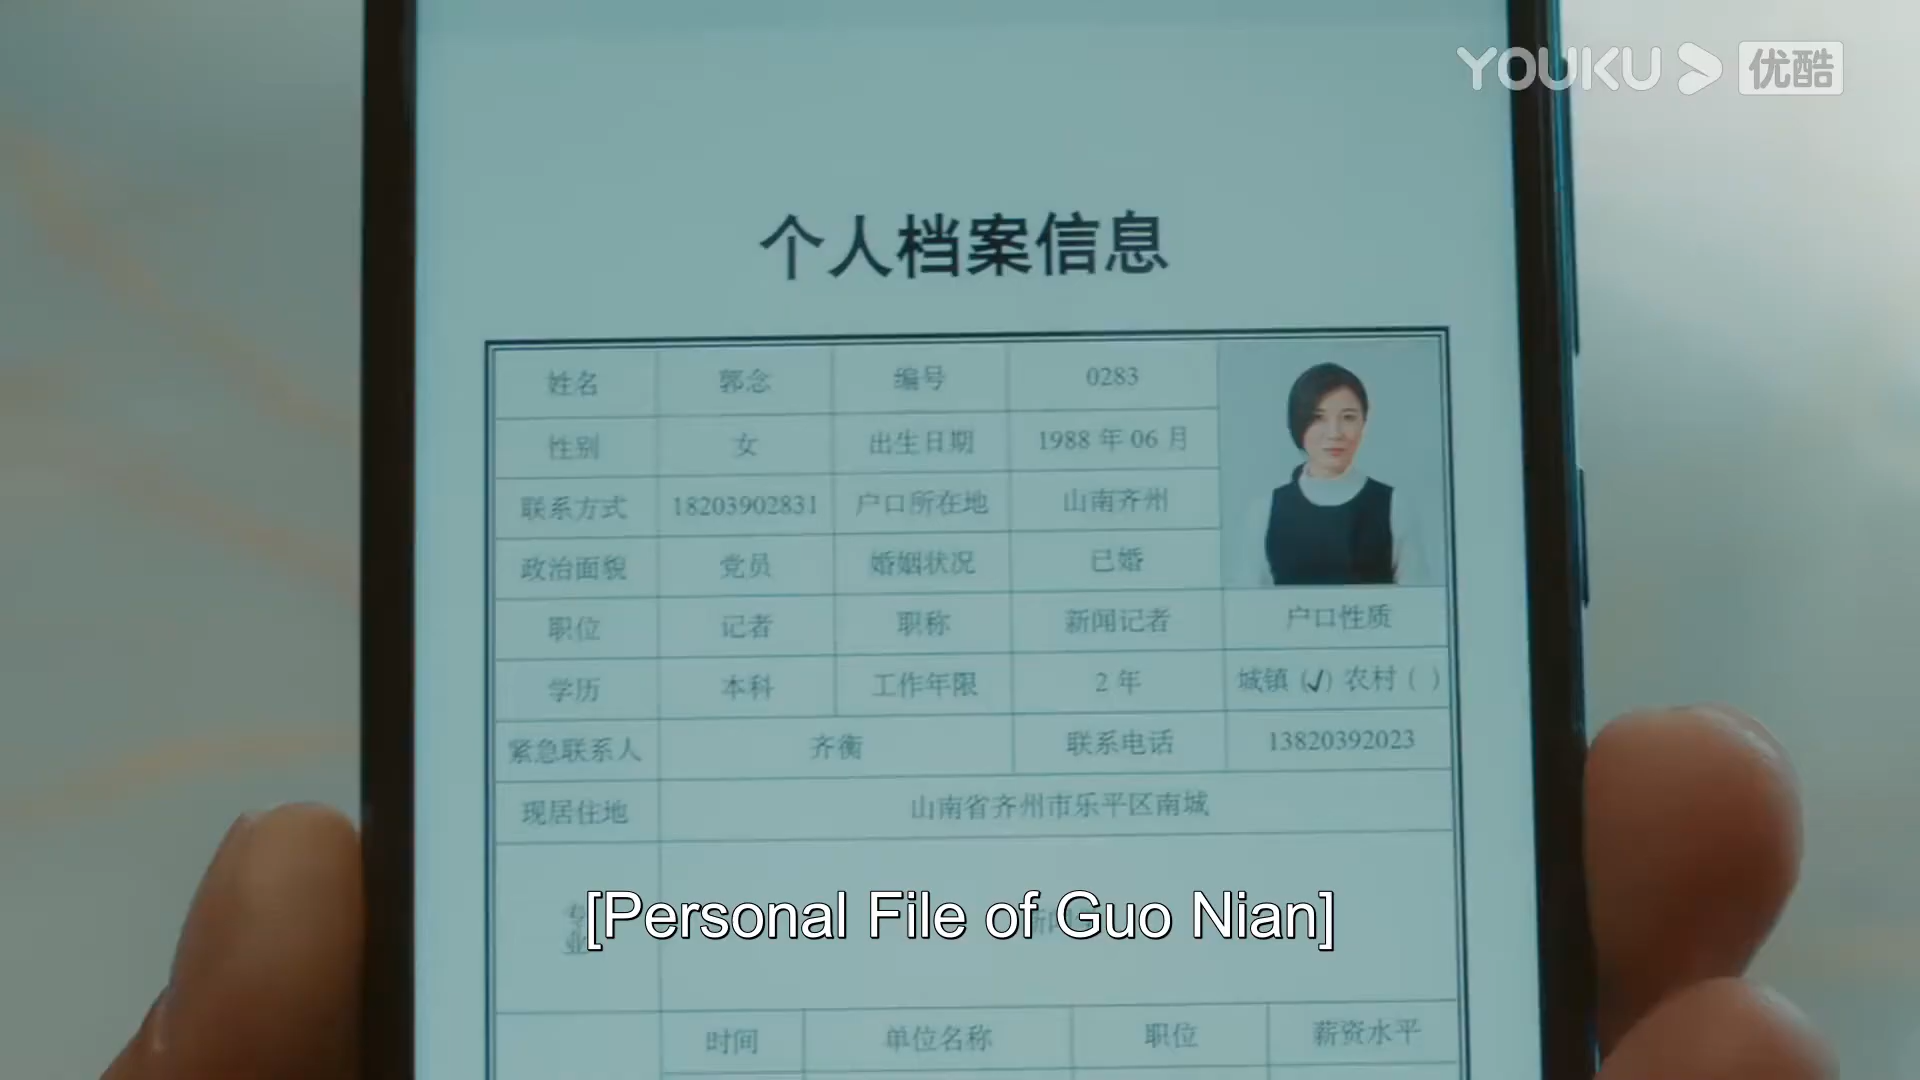 YOUKU 优酷
个人档案信息
姓名 郭念 编号 0283
性别 女 出生日期 1988 年 06 月
联系方式 18203902831 户口所在地 山南齐州
政治面貌 党员 婚姻状况 已婚
职位 记者 职称 新闻记者 户口性质
学历 本科 工作年限 2 年 城镇 (✓) 农村 ( )
紧急联系人 齐衡 联系电话 13820392023
现居住地 山南省齐州市乐平区南城
专业
[Personal File of Guo Nian]
时间 单位名称 职位 薪资水平